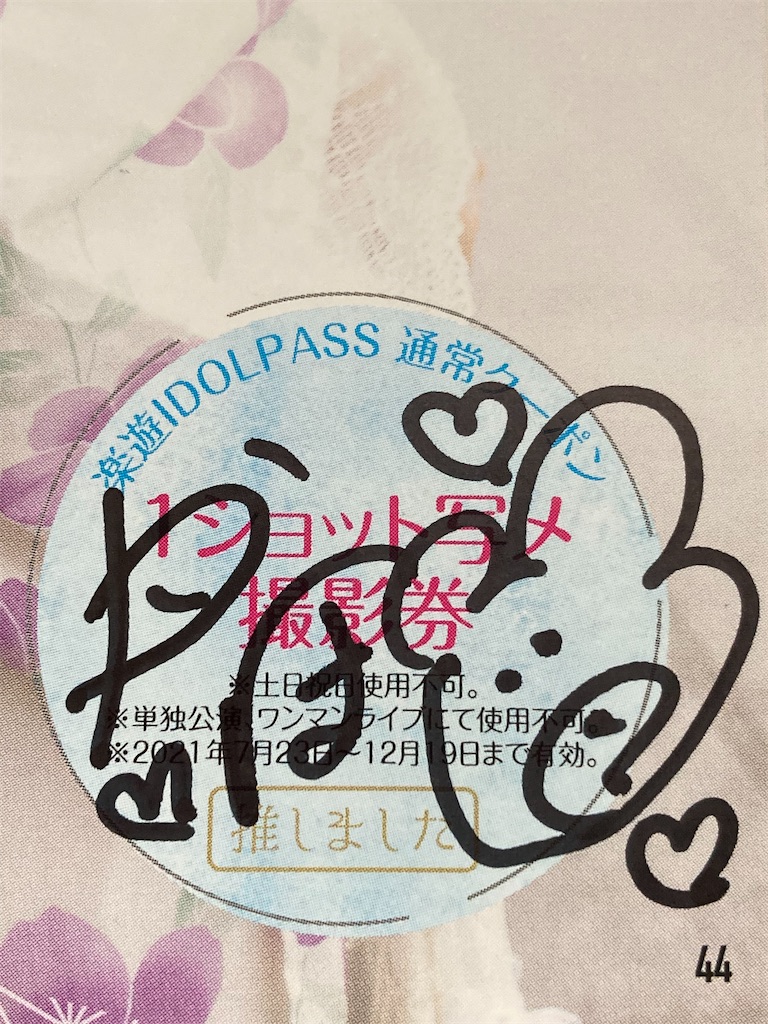 楽遊IDOLPASS 通常クーポン
1ショット写メ
撮影券
※土日祝日使用不可。
※単独公演、ワンマンライブにて使用不可。
※2021年7月23日〜12月19日まで有効。
推しました
44